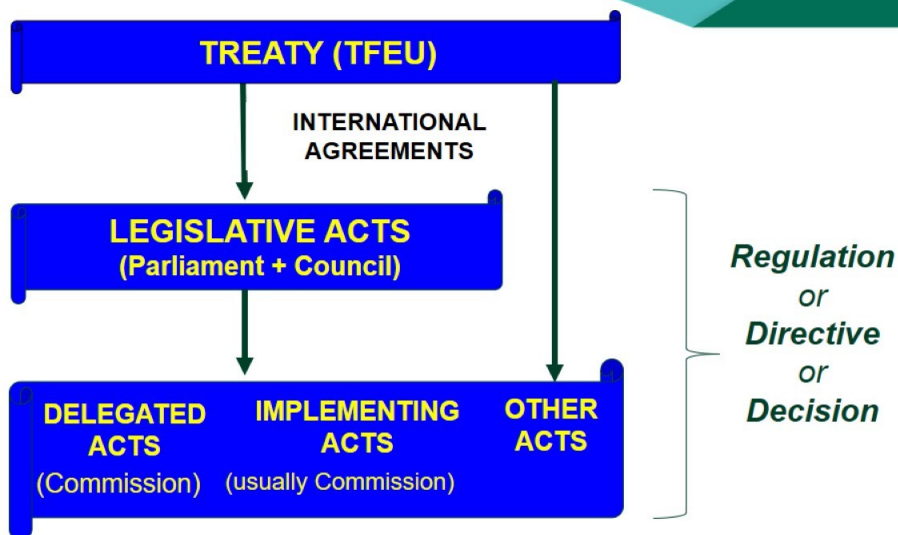 TREATY (TFEU)
INTERNATIONAL
AGREEMENTS
LEGISLATIVE ACTS
(Parliament + Council)
DELEGATED
ACTS
(Commission)
IMPLEMENTING
ACTS
(usually Commission)
OTHER
ACTS
Regulation
or
Directive
or
Decision